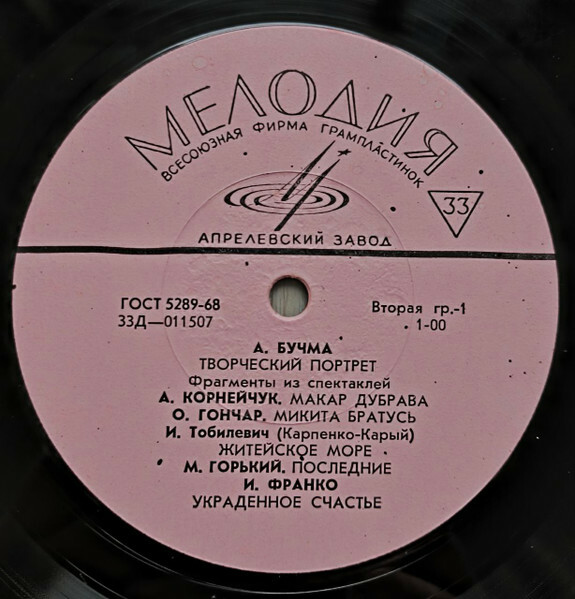 МЕЛОДИЯ
ВСЕСОЮЗНАЯ ФИРМА ГРАМПЛАСТИНОК
33
АПРЕЛЕВСКИЙ ЗАВОД
ГОСТ 5289-68 Вторая гр.-1
33Д—011507 1-00
А. БУЧМА
ТВОРЧЕСКИЙ ПОРТРЕТ
Фрагменты из спектаклей
А. КОРНЕЙЧУК. МАКАР ДУБРАВА
О. ГОНЧАР. МИКИТА БРАТУСЬ
И. Тобилевич (Карпенко-Карый)
ЖИТЕЙСКОЕ МОРЕ
М. ГОРЬКИЙ. ПОСЛЕДНИЕ
И. ФРАНКО
УКРАДЕННОЕ СЧАСТЬЕ